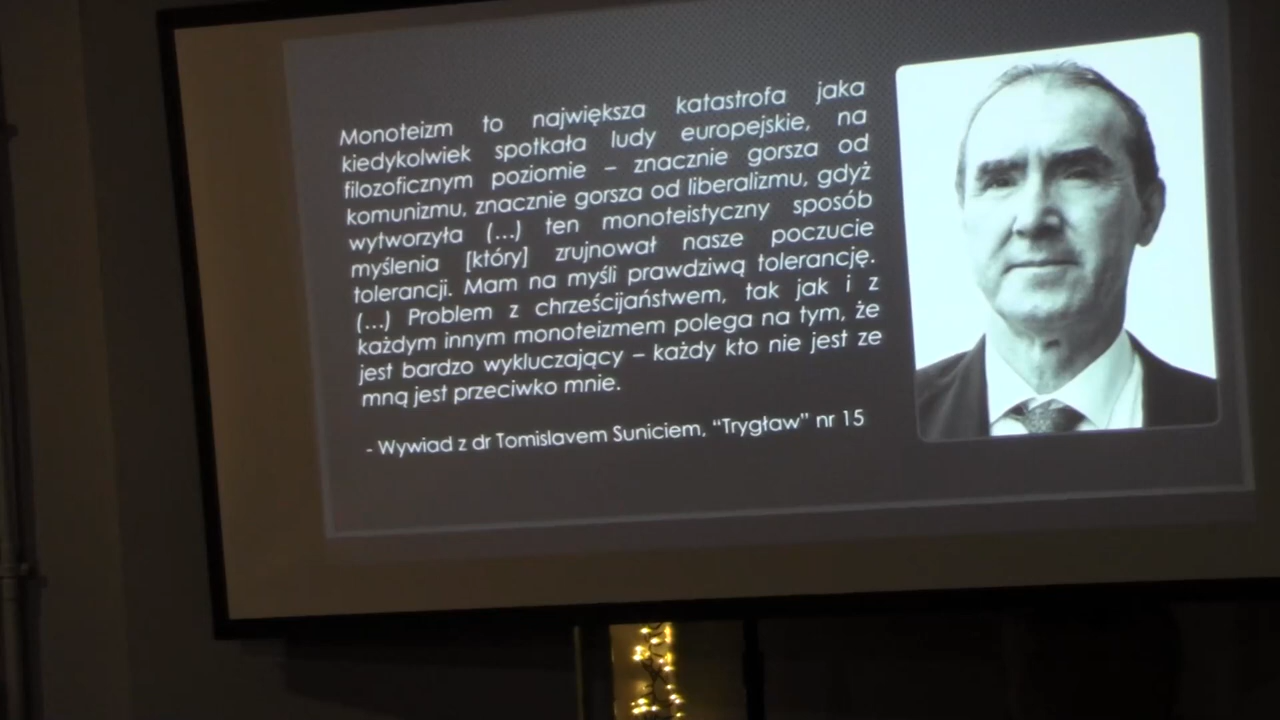 Monoteizm to największa katastrofa jaka
kiedykolwiek spotkała ludy europejskie, na
filozoficznym poziomie – znacznie gorsza od
komunizmu, znacznie gorsza od liberalizmu, gdyż
wytworzyła (...) ten monoteistyczny sposób
myślenia [który] zrujnował nasze poczucie
tolerancji. Mam na myśli prawdziwą tolerancję.
(...) Problem z chrześcijaństwem, tak jak i z
każdym innym monoteizmem polega na tym, że
jest bardzo wykluczający – każdy kto nie jest ze
mną jest przeciwko mnie.
- Wywiad z dr Tomislavem Suniciem, “Trygław” nr 15